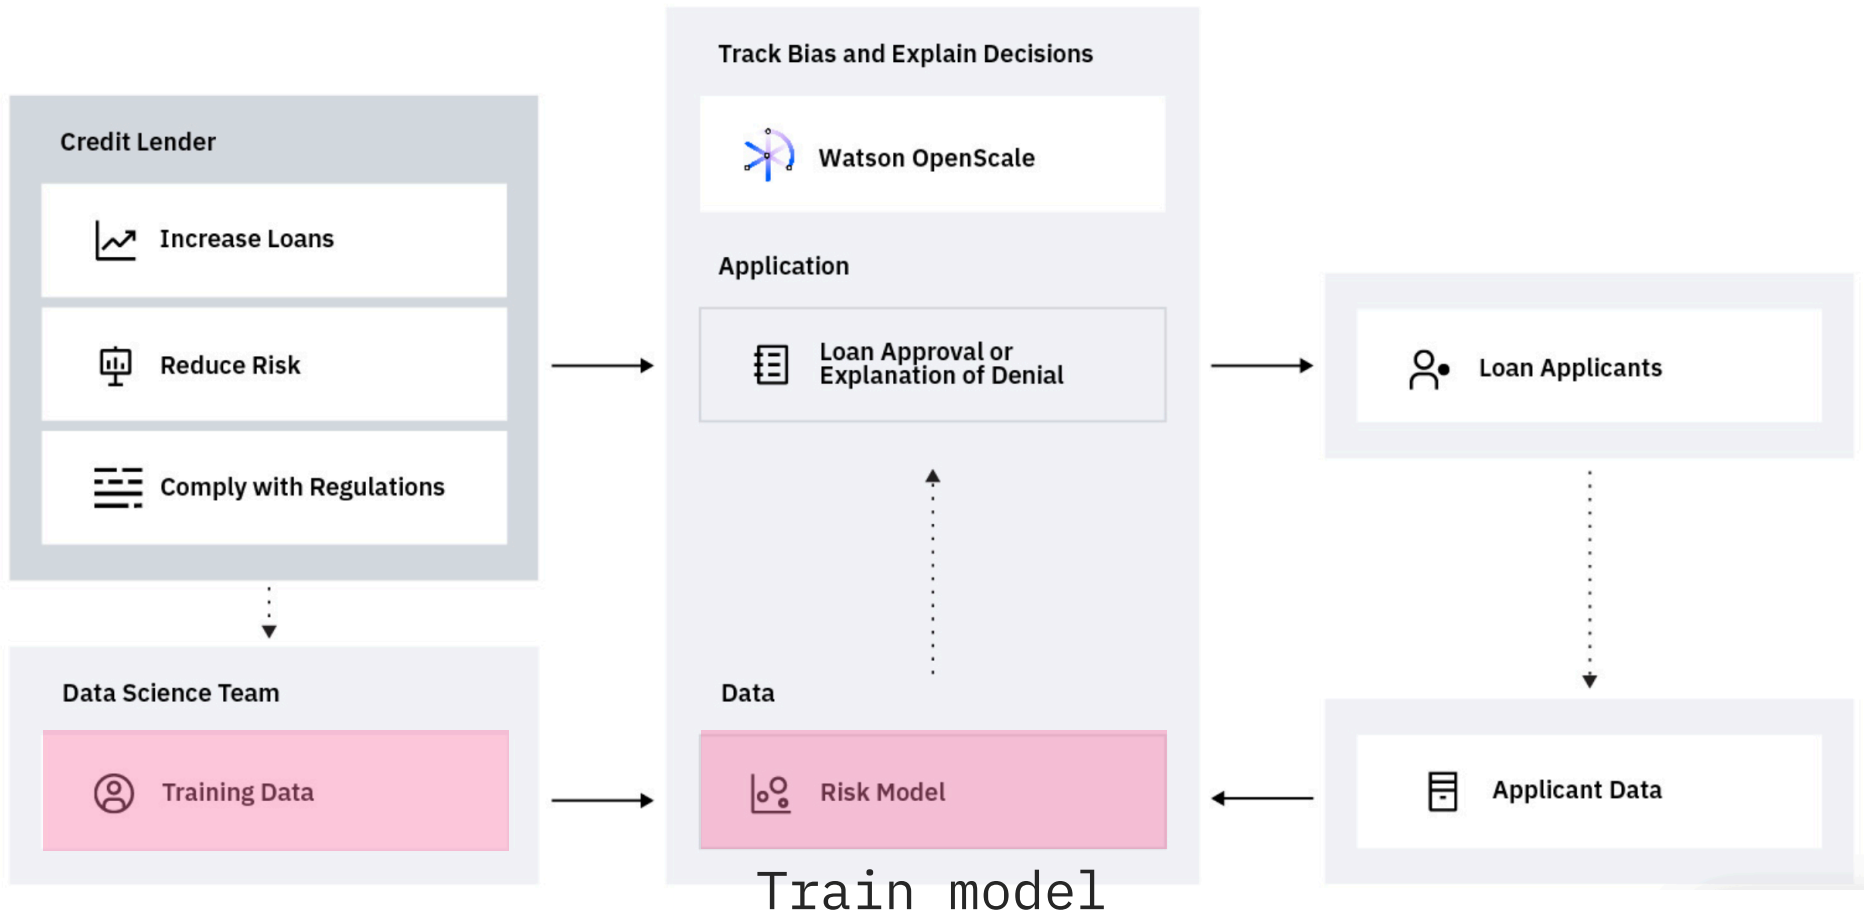 Track Bias and Explain Decisions
Credit Lender
Watson OpenScale
Increase Loans
Application
Reduce Risk
Loan Approval or
Explanation of Denial
Loan Applicants
Comply with Regulations
Data Science Team
Data
Training Data
Risk Model
Applicant Data
Train model